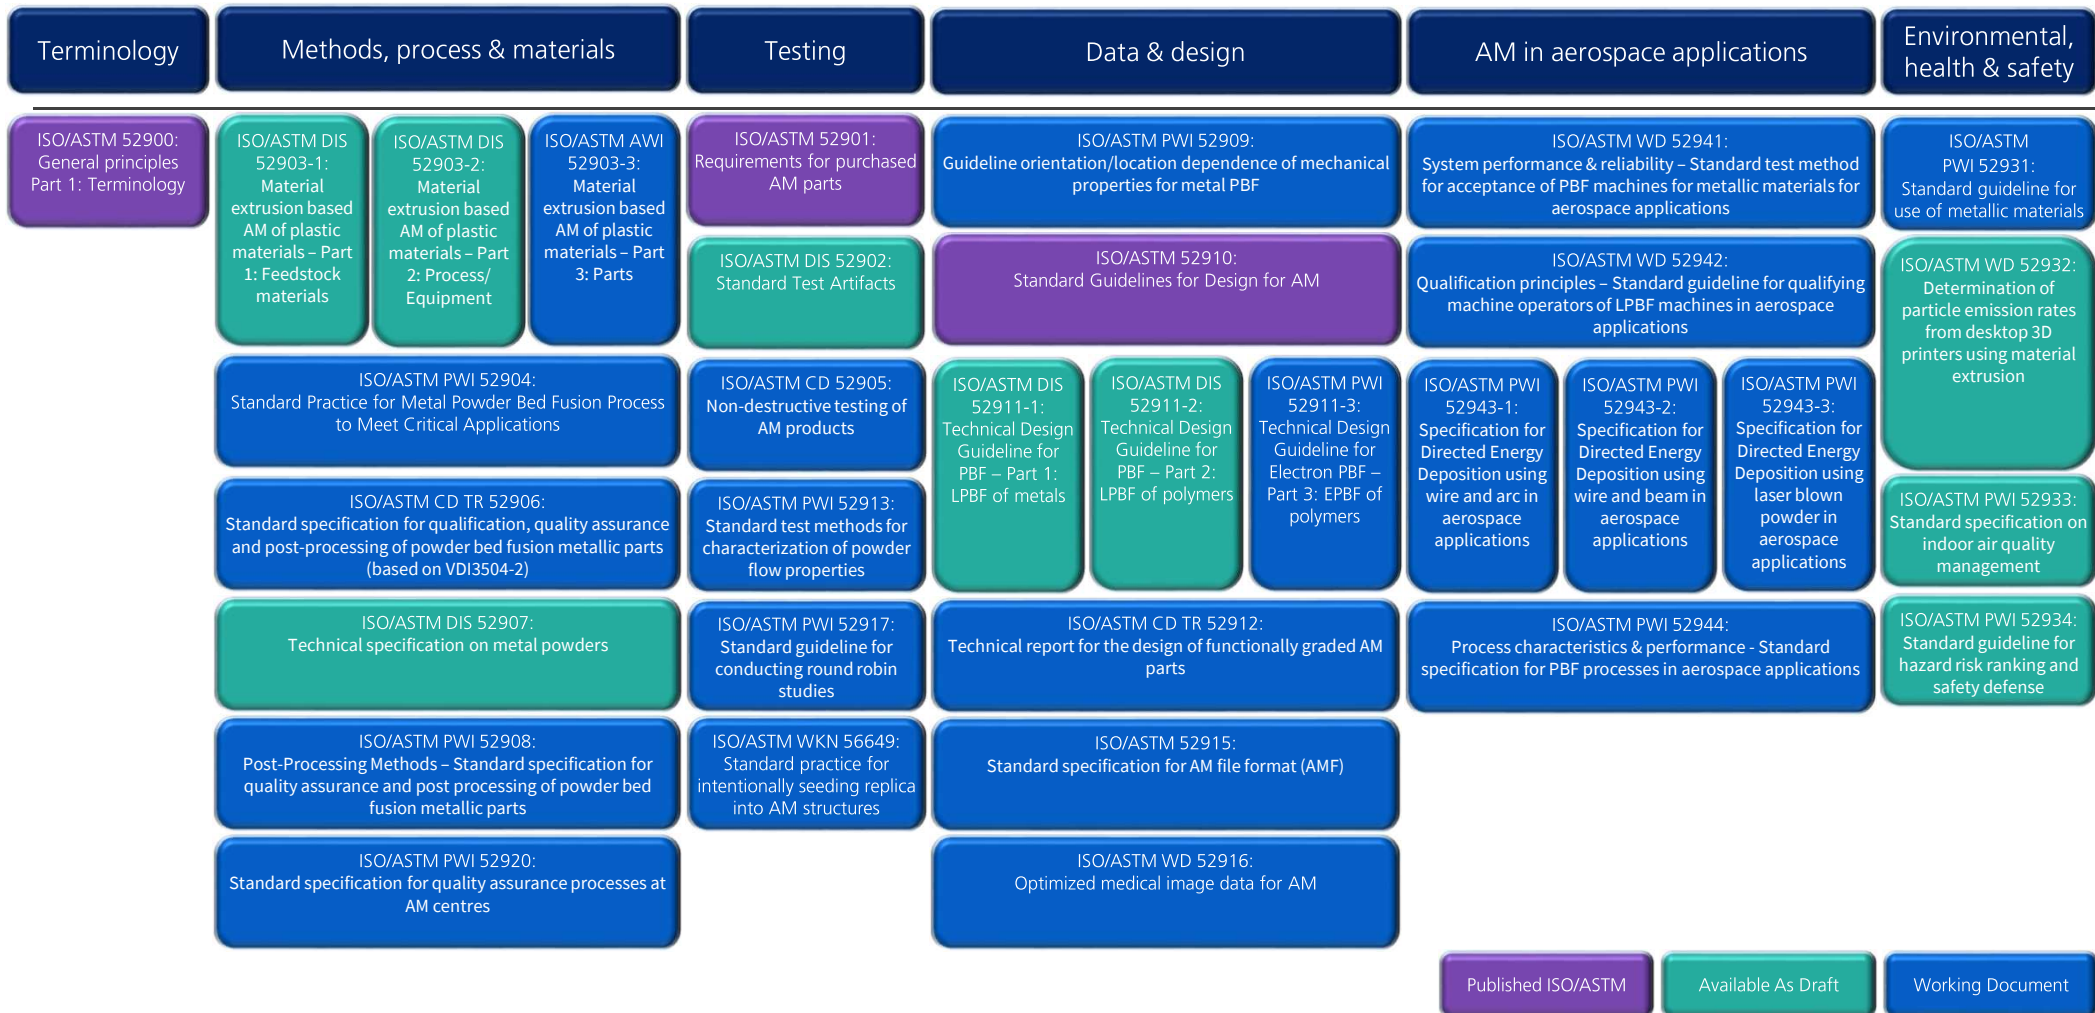 Terminology
Methods, process & materials
Testing
Data & design
AM in aerospace applications
Environmental,
health & safety
ISO/ASTM 52900:
General principles
Part 1: Terminology
ISO/ASTM DIS
52903-1:
Material
extrusion based
AM of plastic
materials – Part
1: Feedstock
materials
ISO/ASTM DIS
52903-2:
Material
extrusion based
AM of plastic
materials – Part
2: Process/
Equipment
ISO/ASTM AWI
52903-3:
Material
extrusion based
AM of plastic
materials – Part
3: Parts
ISO/ASTM PWI 52904:
Standard Practice for Metal Powder Bed Fusion Process
to Meet Critical Applications
ISO/ASTM CD TR 52906:
Standard specification for qualification, quality assurance
and post-processing of powder bed fusion metallic parts
(based on VDI3504-2)
ISO/ASTM DIS 52907:
Technical specification on metal powders
ISO/ASTM PWI 52908:
Post-Processing Methods – Standard specification for
quality assurance and post processing of powder bed
fusion metallic parts
ISO/ASTM PWI 52920:
Standard specification for quality assurance processes at
AM centres
ISO/ASTM 52901:
Requirements for purchased
AM parts
ISO/ASTM DIS 52902:
Standard Test Artifacts
ISO/ASTM CD 52905:
Non-destructive testing of
AM products
ISO/ASTM PWI 52913:
Standard test methods for
characterization of powder
flow properties
ISO/ASTM PWI 52917:
Standard guideline for
conducting round robin
studies
ISO/ASTM WKN 56649:
Standard practice for
intentionally seeding replica
into AM structures
ISO/ASTM PWI 52909:
Guideline orientation/location dependence of mechanical
properties for metal PBF
ISO/ASTM 52910:
Standard Guidelines for Design for AM
ISO/ASTM DIS
52911-1:
Technical Design
Guideline for
PBF – Part 1:
LPBF of metals
ISO/ASTM DIS
52911-2:
Technical Design
Guideline for
PBF – Part 2:
LPBF of polymers
ISO/ASTM PWI
52911-3:
Technical Design
Guideline for
Electron PBF –
Part 3: EPBF of
polymers
ISO/ASTM CD TR 52912:
Technical report for the design of functionally graded AM
parts
ISO/ASTM 52915:
Standard specification for AM file format (AMF)
ISO/ASTM WD 52916:
Optimized medical image data for AM
ISO/ASTM WD 52941:
System performance & reliability – Standard test method
for acceptance of PBF machines for metallic materials for
aerospace applications
ISO/ASTM WD 52942:
Qualification principles – Standard guideline for qualifying
machine operators of LPBF machines in aerospace
applications
ISO/ASTM PWI
52943-1:
Specification for
Directed Energy
Deposition using
wire and arc in
aerospace
applications
ISO/ASTM PWI
52943-2:
Specification for
Directed Energy
Deposition using
wire and beam in
aerospace
applications
ISO/ASTM PWI
52943-3:
Specification for
Directed Energy
Deposition using
laser blown
powder in
aerospace
applications
ISO/ASTM PWI 52944:
Process characteristics & performance - Standard
specification for PBF processes in aerospace applications
ISO/ASTM
PWI 52931:
Standard guideline for
use of metallic materials
ISO/ASTM WD 52932:
Determination of
particle emission rates
from desktop 3D
printers using material
extrusion
ISO/ASTM PWI 52933:
Standard specification on
indoor air quality
management
ISO/ASTM PWI 52934:
Standard guideline for
hazard risk ranking and
safety defense
Published ISO/ASTM
Available As Draft
Working Document